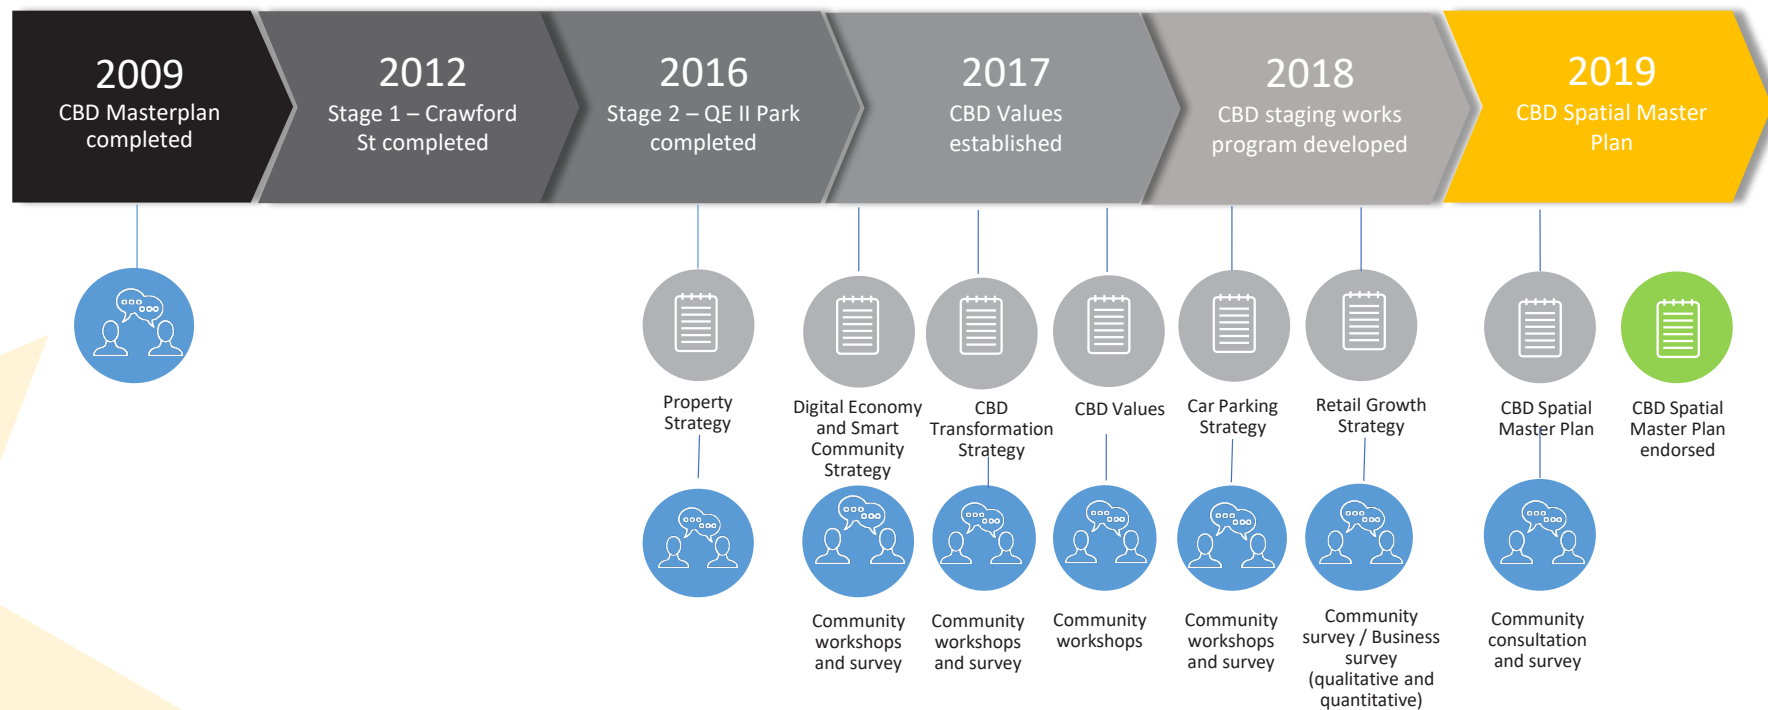 2009
CBD Masterplan
completed
2012
Stage 1 – Crawford
St completed
2016
Stage 2 – QE II Park
completed
2017
CBD Values
established
2018
CBD staging works
program developed
2019
CBD Spatial Master
Plan
Property
Strategy
Digital Economy
and Smart
Community
Strategy
CBD
Transformation
Strategy
CBD Values
Car Parking
Strategy
Retail Growth
Strategy
CBD Spatial
Master Plan
CBD Spatial
Master Plan
endorsed
Community
workshops
and survey
Community
workshops
and survey
Community
workshops
Community
workshops
and survey
Community
survey / Business
survey
(qualitative and
quantitative)
Community
consultation
and survey